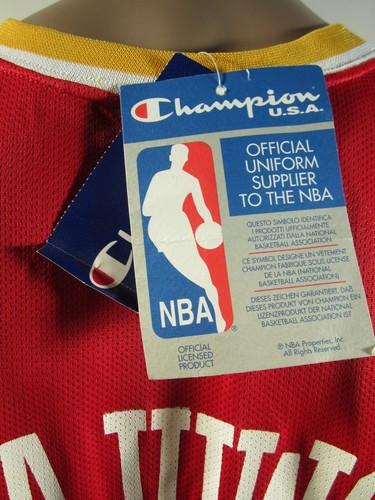 Champion
U.S.A.
OFFICIAL
UNIFORM
SUPPLIER
TO THE NBA
QUESTO SIMBOLO IDENTIFICA
I PRODOTTI UFFICIALMENTE
AUTORIZZATI DALLA NATIONAL
BASKETBALL ASSOCIATION
CE SYMBOL DESIGNE UN VETEMENT
CHAMPION FABRIQUE SOUS LICENSE
DE LA NBA (NATIONAL
BASKETBALL ASSOCIATION)
DIESES ZEICHEN GARANTIERT, DAß
DIESES PRODUKT VON CHAMPION EIN
LIZENZPRODUKT DER NATIONAL
BASKETBALL ASSOCIATION IST
NBA
®
OFFICIAL
LICENSED
PRODUCT
© NBA Properties, Inc.
All Rights Reserved.